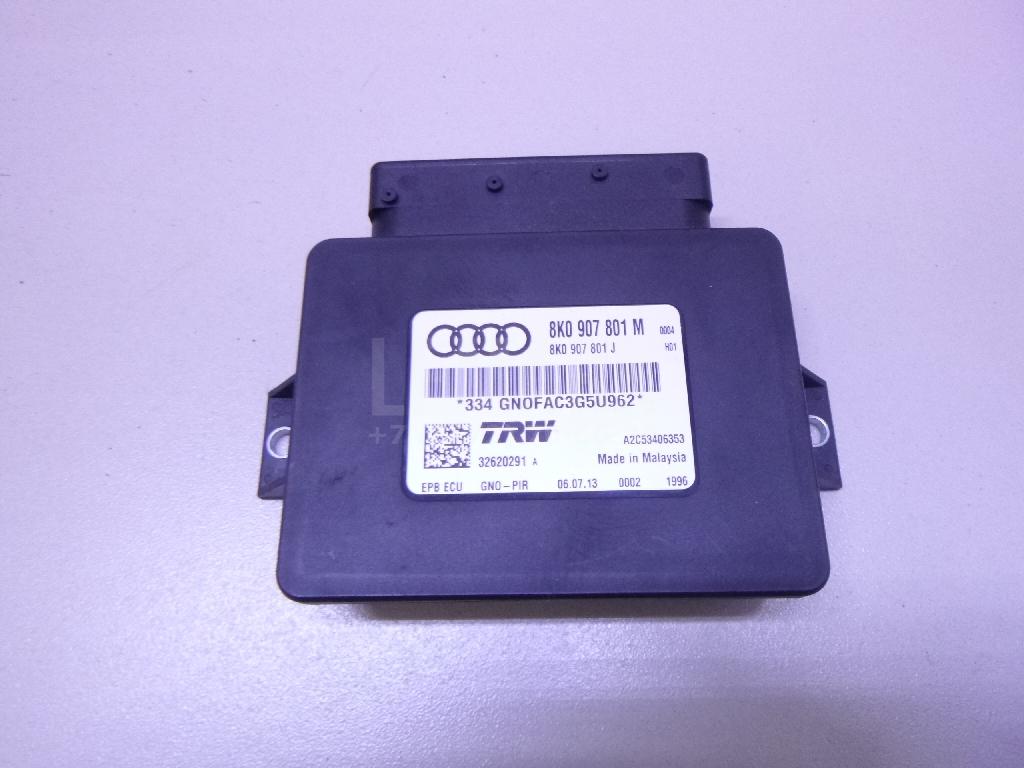 8K0 907 801 M 0004
8K0 907 801 J H01
*334 GNOFAC3G5U962*
TRW A2C53406353
32620291 A Made in Malaysia
EPB ECU GNO-PIR 06.07.13 0002 1996